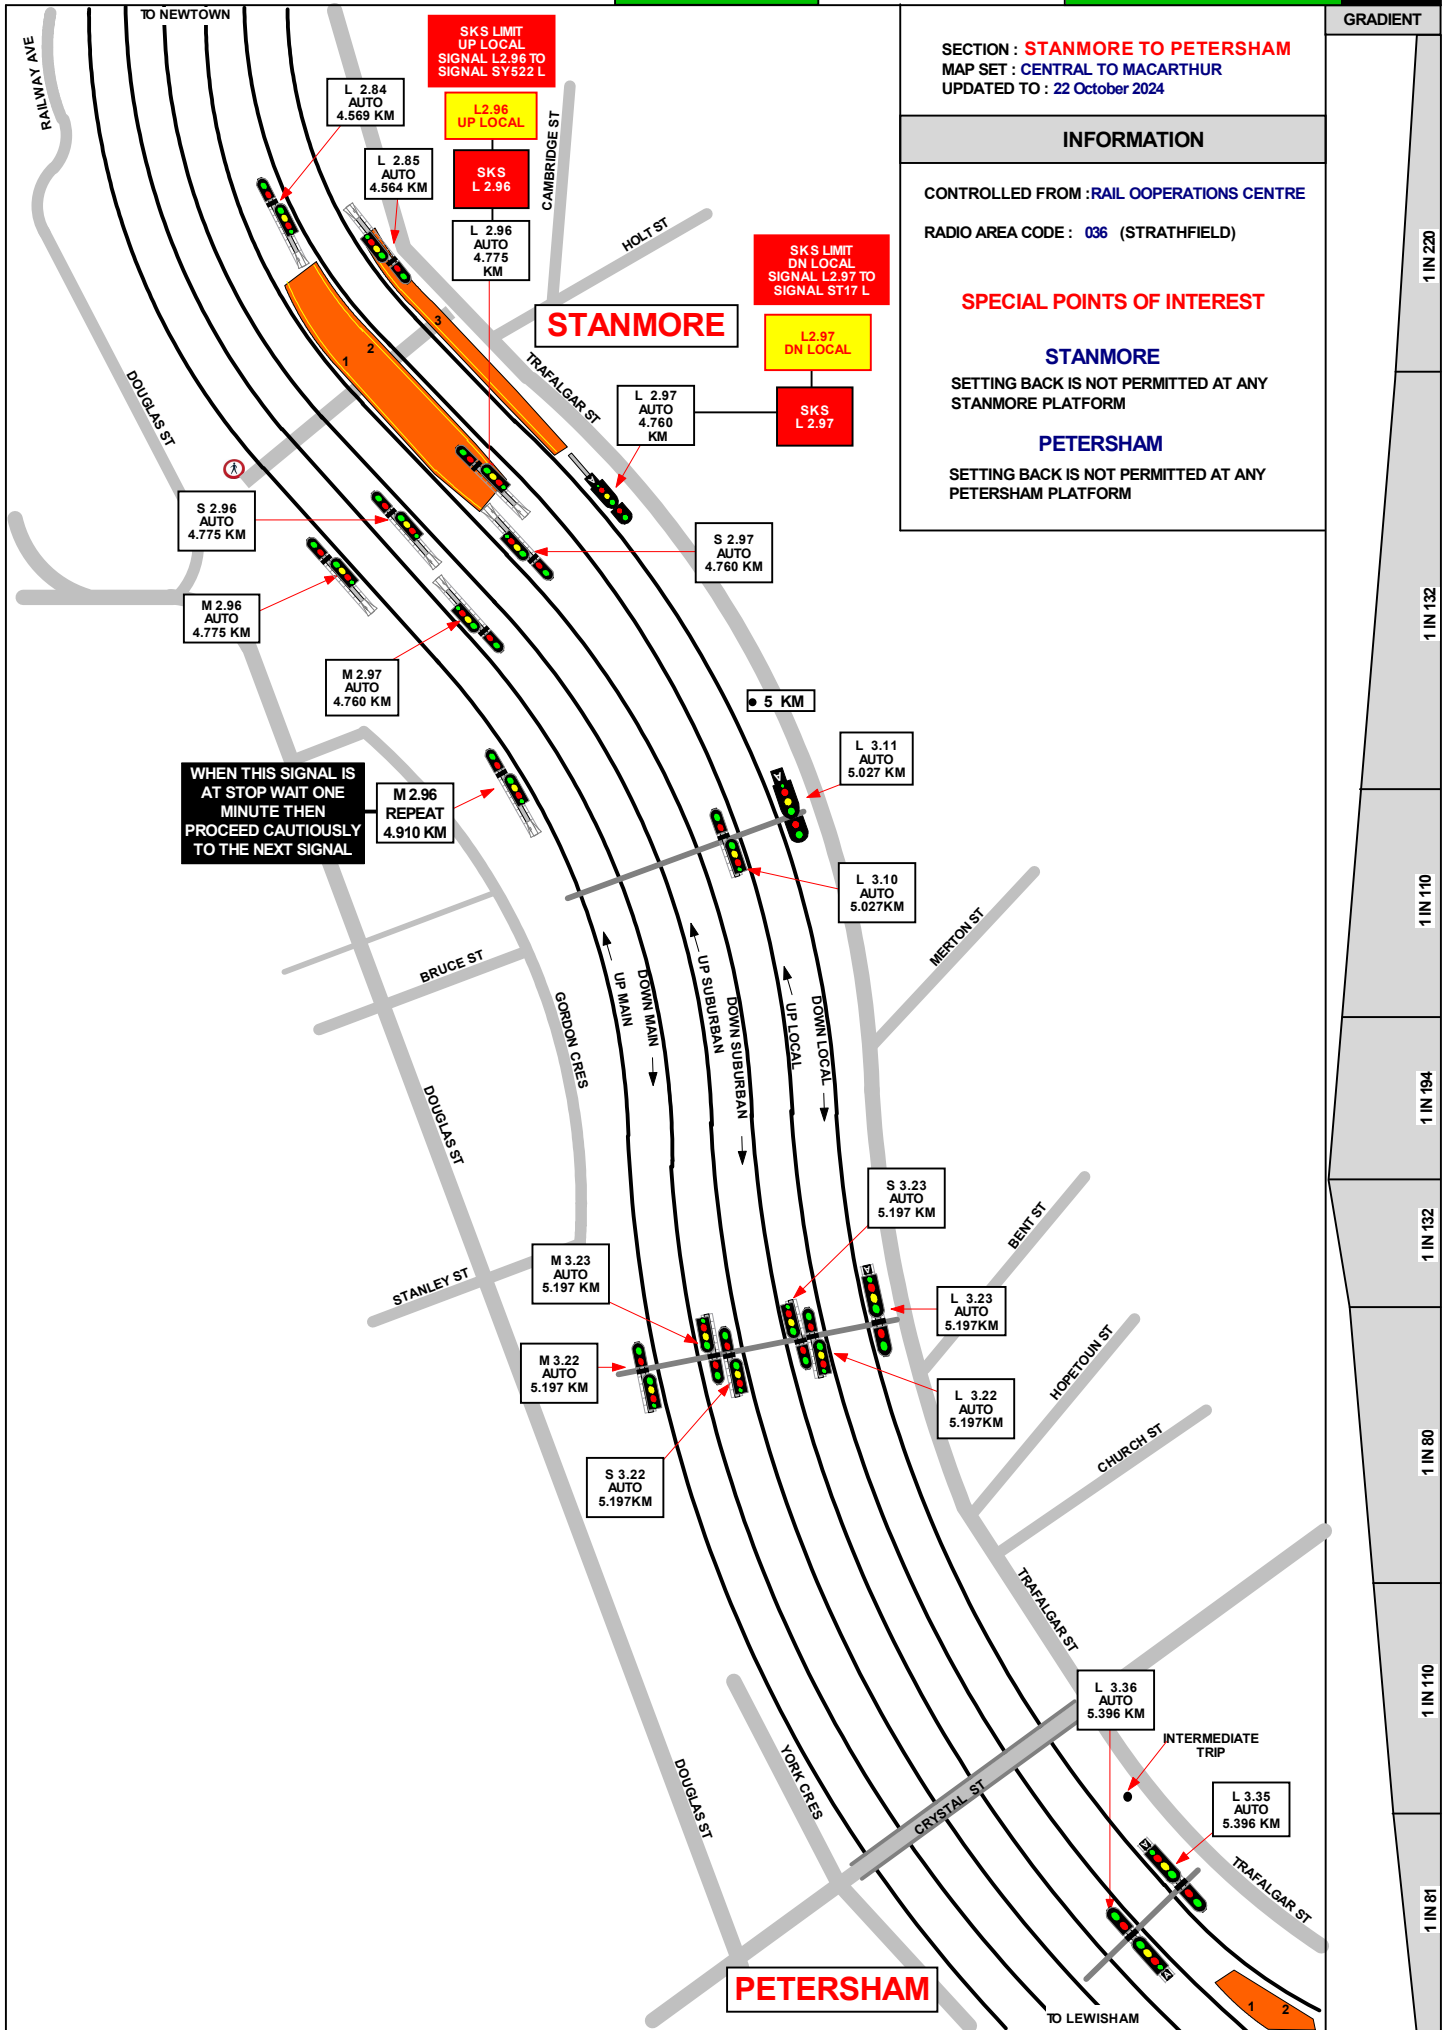 TO NEWTOWN
RAILWAY AVE
SKS LIMIT
UP LOCAL
SIGNAL L2.96 TO
SIGNAL SY522 L
L2.96
UP LOCAL
SKS
L 2.96
L 2.96
AUTO
4.775
KM
L 2.84
AUTO
4.569 KM
L 2.85
AUTO
4.564 KM
CAMBRIDGE ST
HOLT ST
SECTION : STANMORE TO PETERSHAM
MAP SET : CENTRAL TO MACARTHUR
UPDATED TO : 22 October 2024
INFORMATION
CONTROLLED FROM :RAIL OOPERATIONS CENTRE
RADIO AREA CODE : 036 (STRATHFIELD)
SPECIAL POINTS OF INTEREST
STANMORE
SETTING BACK IS NOT PERMITTED AT ANY
STANMORE PLATFORM
PETERSHAM
SETTING BACK IS NOT PERMITTED AT ANY
PETERSHAM PLATFORM
GRADIENT
1 IN 220
1 IN 132
1 IN 110
1 IN 194
1 IN 132
1 IN 80
1 IN 110
1 IN 81
SKS LIMIT
DN LOCAL
SIGNAL L2.97 TO
SIGNAL ST17 L
L2.97
DN LOCAL
SKS
L 2.97
L 2.97
AUTO
4.760
KM
STANMORE
1
2
3
TRAFALGAR ST
DOUGLAS ST
S 2.96
AUTO
4.775 KM
S 2.97
AUTO
4.760 KM
M 2.96
AUTO
4.775 KM
M 2.97
AUTO
4.760 KM
5 KM
WHEN THIS SIGNAL IS
AT STOP WAIT ONE
MINUTE THEN
PROCEED CAUTIOUSLY
TO THE NEXT SIGNAL
M 2.96
REPEAT
4.910 KM
L 3.11
AUTO
5.027 KM
A
L 3.10
AUTO
5.027KM
MERTON ST
BRUCE ST
GORDON CRES
UP MAIN
DOWN MAIN
UP SUBURBAN
DOWN SUBURBAN
UP LOCAL
DOWN LOCAL
DOUGLAS ST
STANLEY ST
S 3.23
AUTO
5.197 KM
BENT ST
M 3.23
AUTO
5.197 KM
A
L 3.23
AUTO
5.197KM
M 3.22
AUTO
5.197 KM
HOPETOUN ST
L 3.22
AUTO
5.197KM
CHURCH ST
S 3.22
AUTO
5.197KM
TRAFALGAR ST
L 3.36
AUTO
5.396 KM
INTERMEDIATE
TRIP
L 3.35
AUTO
5.396 KM
YORK CRES
DOUGLAS ST
CRYSTAL ST
A
A
TRAFALGAR ST
PETERSHAM
TO LEWISHAM
1
2